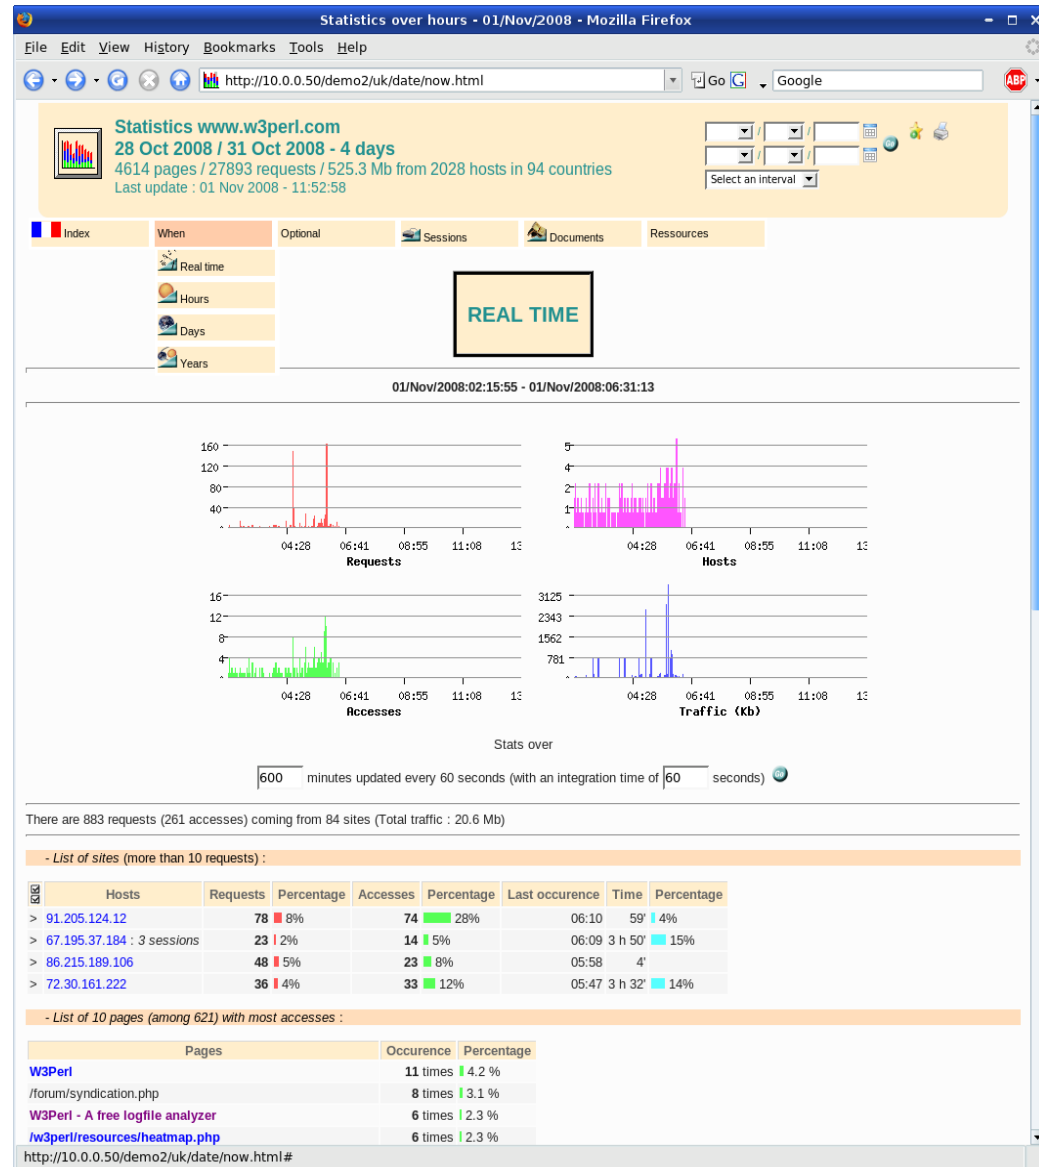 Statistics over hours - 01/Nov/2008 - Mozilla Firefox
File Edit View History Bookmarks Tools Help
http://10.0.0.50/demo2/uk/date/now.html Go G Google ABP
Statistics www.w3perl.com
28 Oct 2008 / 31 Oct 2008 - 4 days
4614 pages / 27893 requests / 525.3 Mb from 2028 hosts in 94 countries
Last update : 01 Nov 2008 - 11:52:58
/ /
/ /
Select an interval
Index When Optional Sessions Documents Ressources
Real time
Hours
Days
Years
REAL TIME
01/Nov/2008:02:15:55 - 01/Nov/2008:06:31:13
160
120
80
40
04:28 06:41 08:55 11:08 13
Requests
5
4
2
1
04:28 06:41 08:55 11:08 13
Hosts
16
12
8
4
04:28 06:41 08:55 11:08 13
Accesses
3125
2343
1562
781
04:28 06:41 08:55 11:08 13
Traffic (Kb)
Stats over
600 minutes updated every 60 seconds (with an integration time of 60 seconds) Go
There are 883 requests (261 accesses) coming from 84 sites (Total traffic : 20.6 Mb)
- List of sites (more than 10 requests) :
Hosts Requests Percentage Accesses Percentage Last occurence Time Percentage
> 91.205.124.12 78 8% 74 28% 06:10 59' 4%
> 67.195.37.184 : 3 sessions 23 2% 14 5% 06:09 3 h 50' 15%
> 86.215.189.106 48 5% 23 8% 05:58 4'
> 72.30.161.222 36 4% 33 12% 05:47 3 h 32' 14%
- List of 10 pages (among 621) with most accesses :
Pages Occurence Percentage
W3Perl 11 times 4.2 %
/forum/syndication.php 8 times 3.1 %
W3Perl - A free logfile analyzer 6 times 2.3 %
/w3perl/resources/heatmap.php 6 times 2.3 %
http://10.0.0.50/demo2/uk/date/now.html#